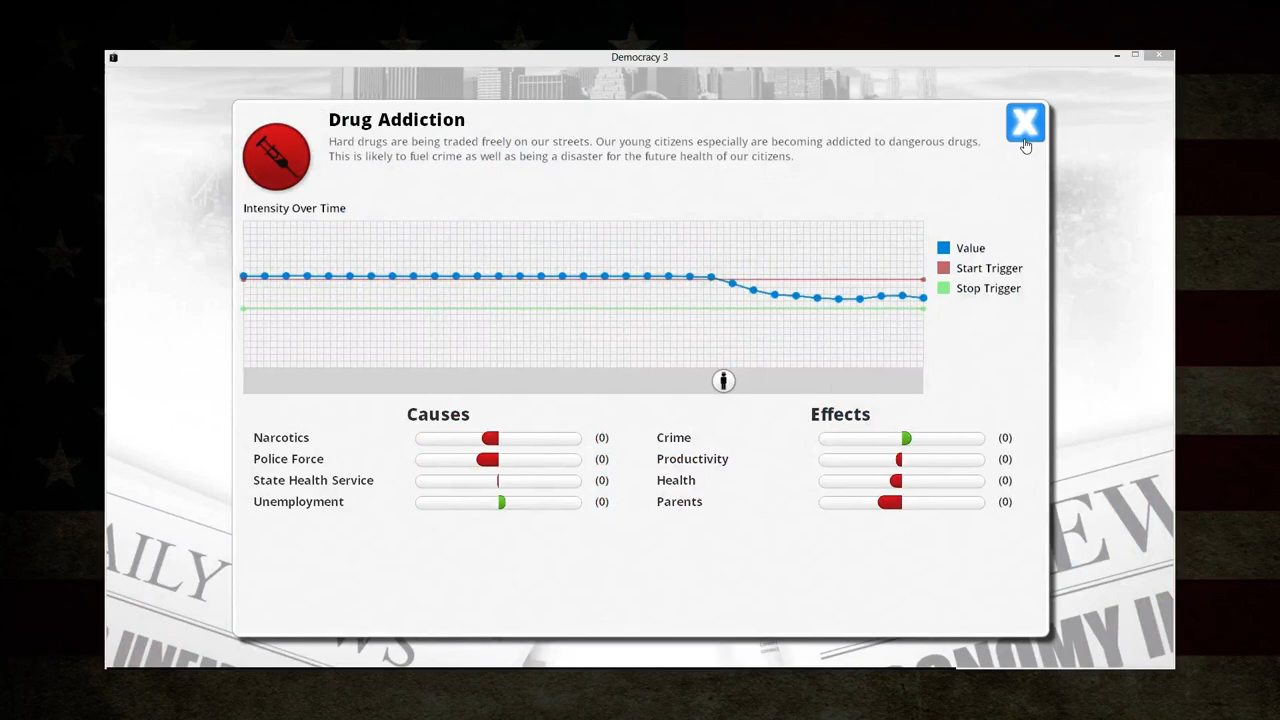 Democracy 3
Drug Addiction
Hard drugs are being traded freely on our streets. Our young citizens especially are becoming addicted to dangerous drugs.
This is likely to fuel crime as well as being a disaster for the future health of our citizens.
X
Intensity Over Time
Value
Start Trigger
Stop Trigger
Causes
Effects
Narcotics (0) Crime (0)
Police Force (0) Productivity (0)
State Health Service (0) Health (0)
Unemployment (0) Parents (0)
AILY